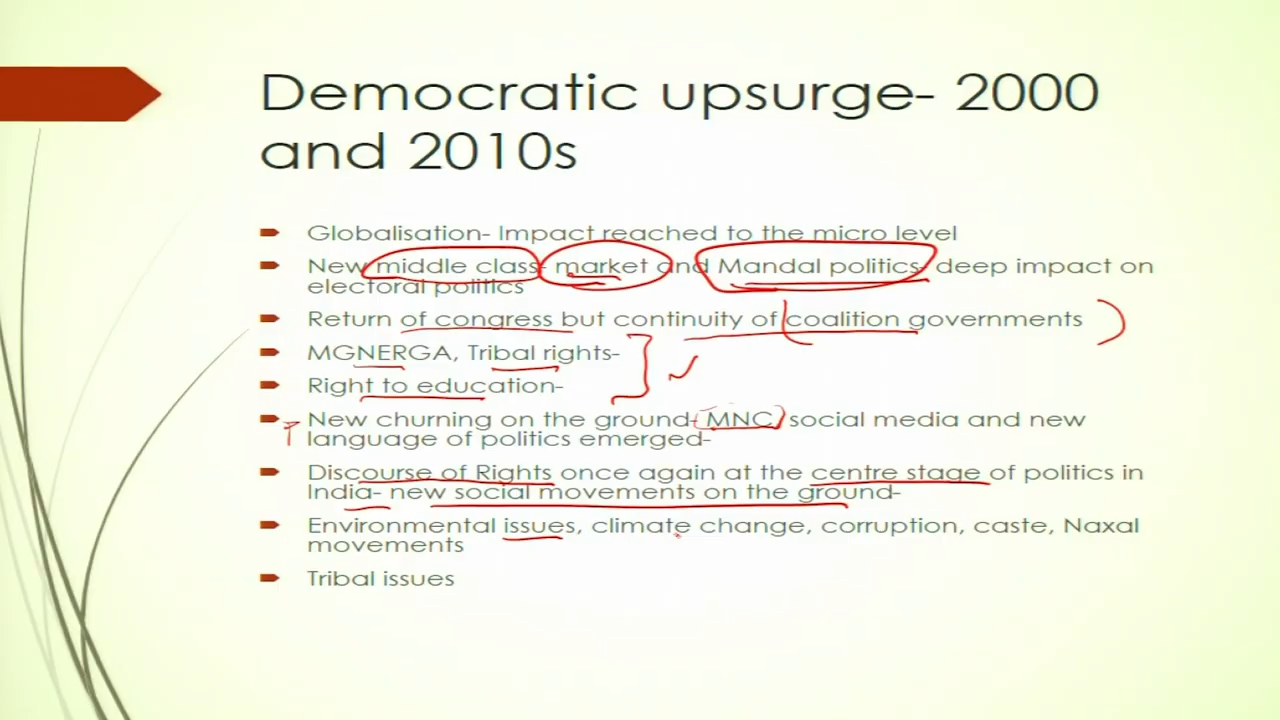 Democratic upsurge- 2000
and 2010s
Globalisation- Impact reached to the micro level
New middle class- market and Mandal politics- deep impact on
electoral politics
Return of congress but continuity of coalition governments
MGNERGA, Tribal rights-
Right to education-
New churning on the ground- MNC, social media and new
language of politics emerged-
Discourse of Rights once again at the centre stage of politics in
India- new social movements on the ground-
Environmental issues, climate change, corruption, caste, Naxal
movements
Tribal issues